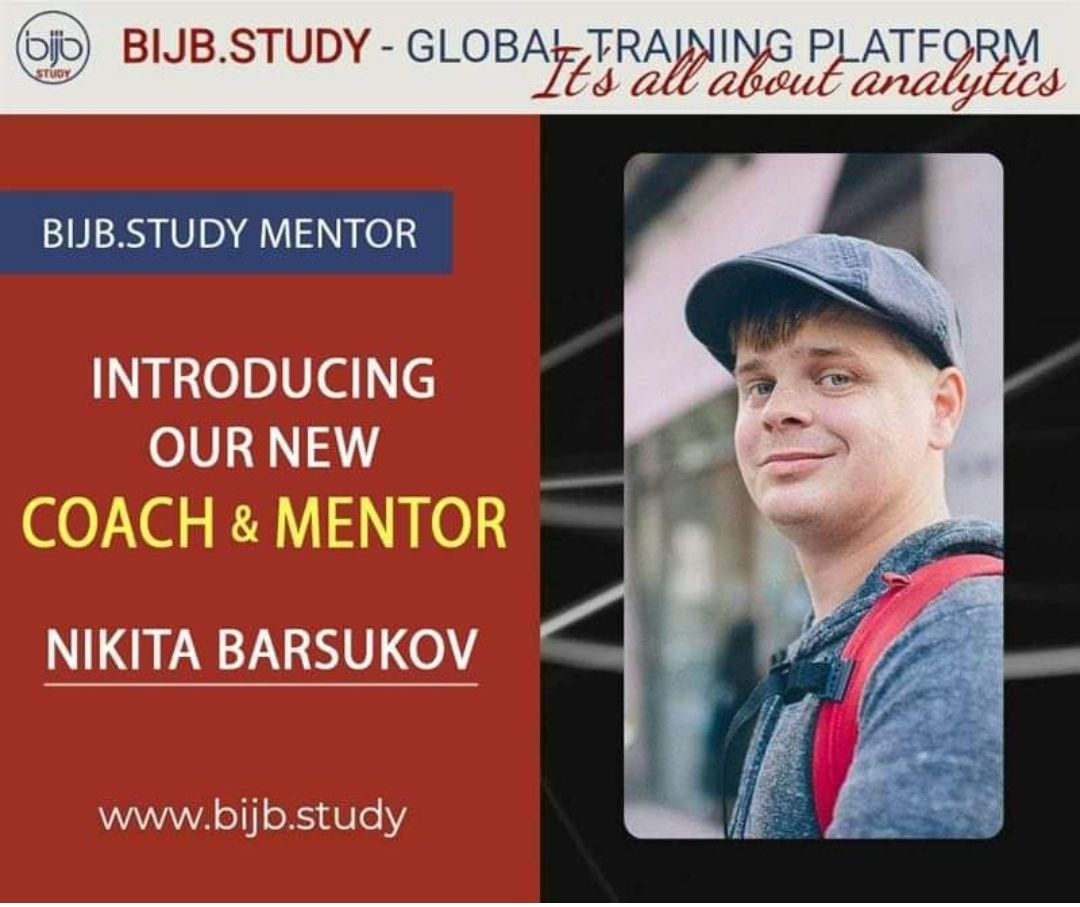 bijb
STUDY
BIJB.STUDY - GLOBAL TRAINING PLATFORM
It's all about analytics
BIJB.STUDY MENTOR
INTRODUCING
OUR NEW
COACH & MENTOR
NIKITA BARSUKOV
www.bijb.study